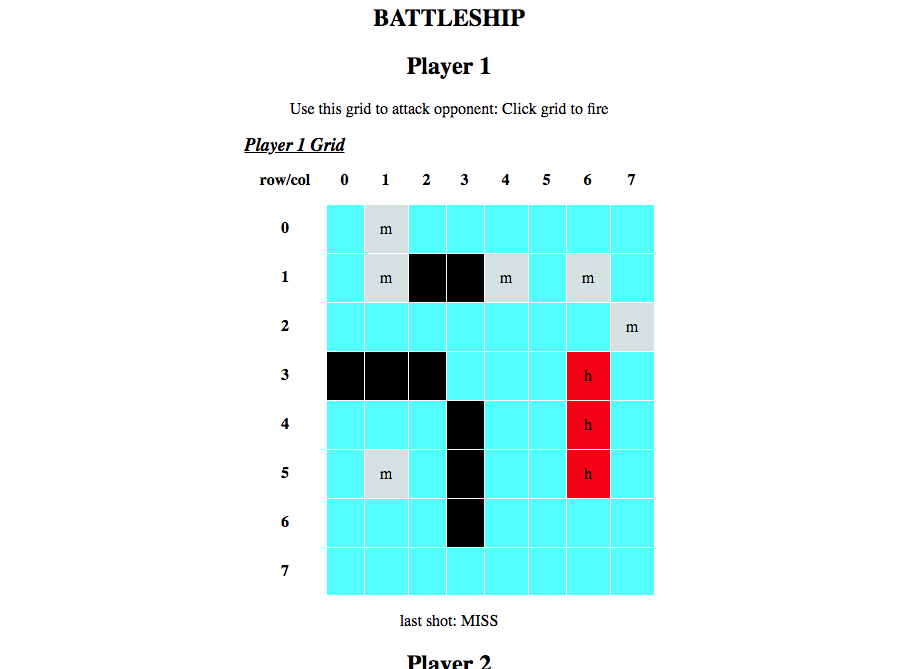 BATTLESHIP
Player 1
Use this grid to attack opponent: Click grid to fire
Player 1 Grid
row/col 0 1 2 3 4 5 6 7
0 m
1 m m m
2 m
3 h
4 h
5 m h
6
7
last shot: MISS
Player 2